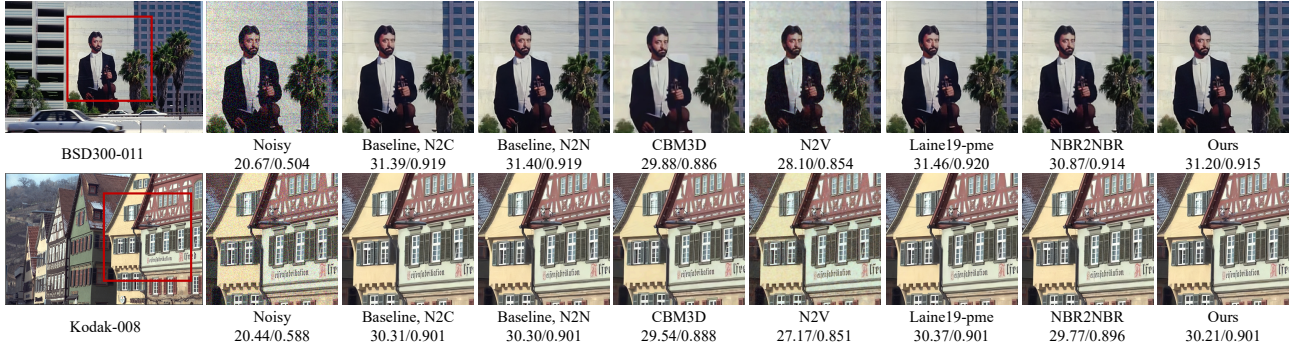 BSD300-011
Noisy
20.67/0.504
Baseline, N2C
31.39/0.919
Baseline, N2N
31.40/0.919
CBM3D
29.88/0.886
N2V
28.10/0.854
Laine19-pme
31.46/0.920
NBR2NBR
30.87/0.914
Ours
31.20/0.915
Kodak-008
Noisy
20.44/0.588
Baseline, N2C
30.31/0.901
Baseline, N2N
30.30/0.901
CBM3D
29.54/0.888
N2V
27.17/0.851
Laine19-pme
30.37/0.901
NBR2NBR
29.77/0.896
Ours
30.21/0.901